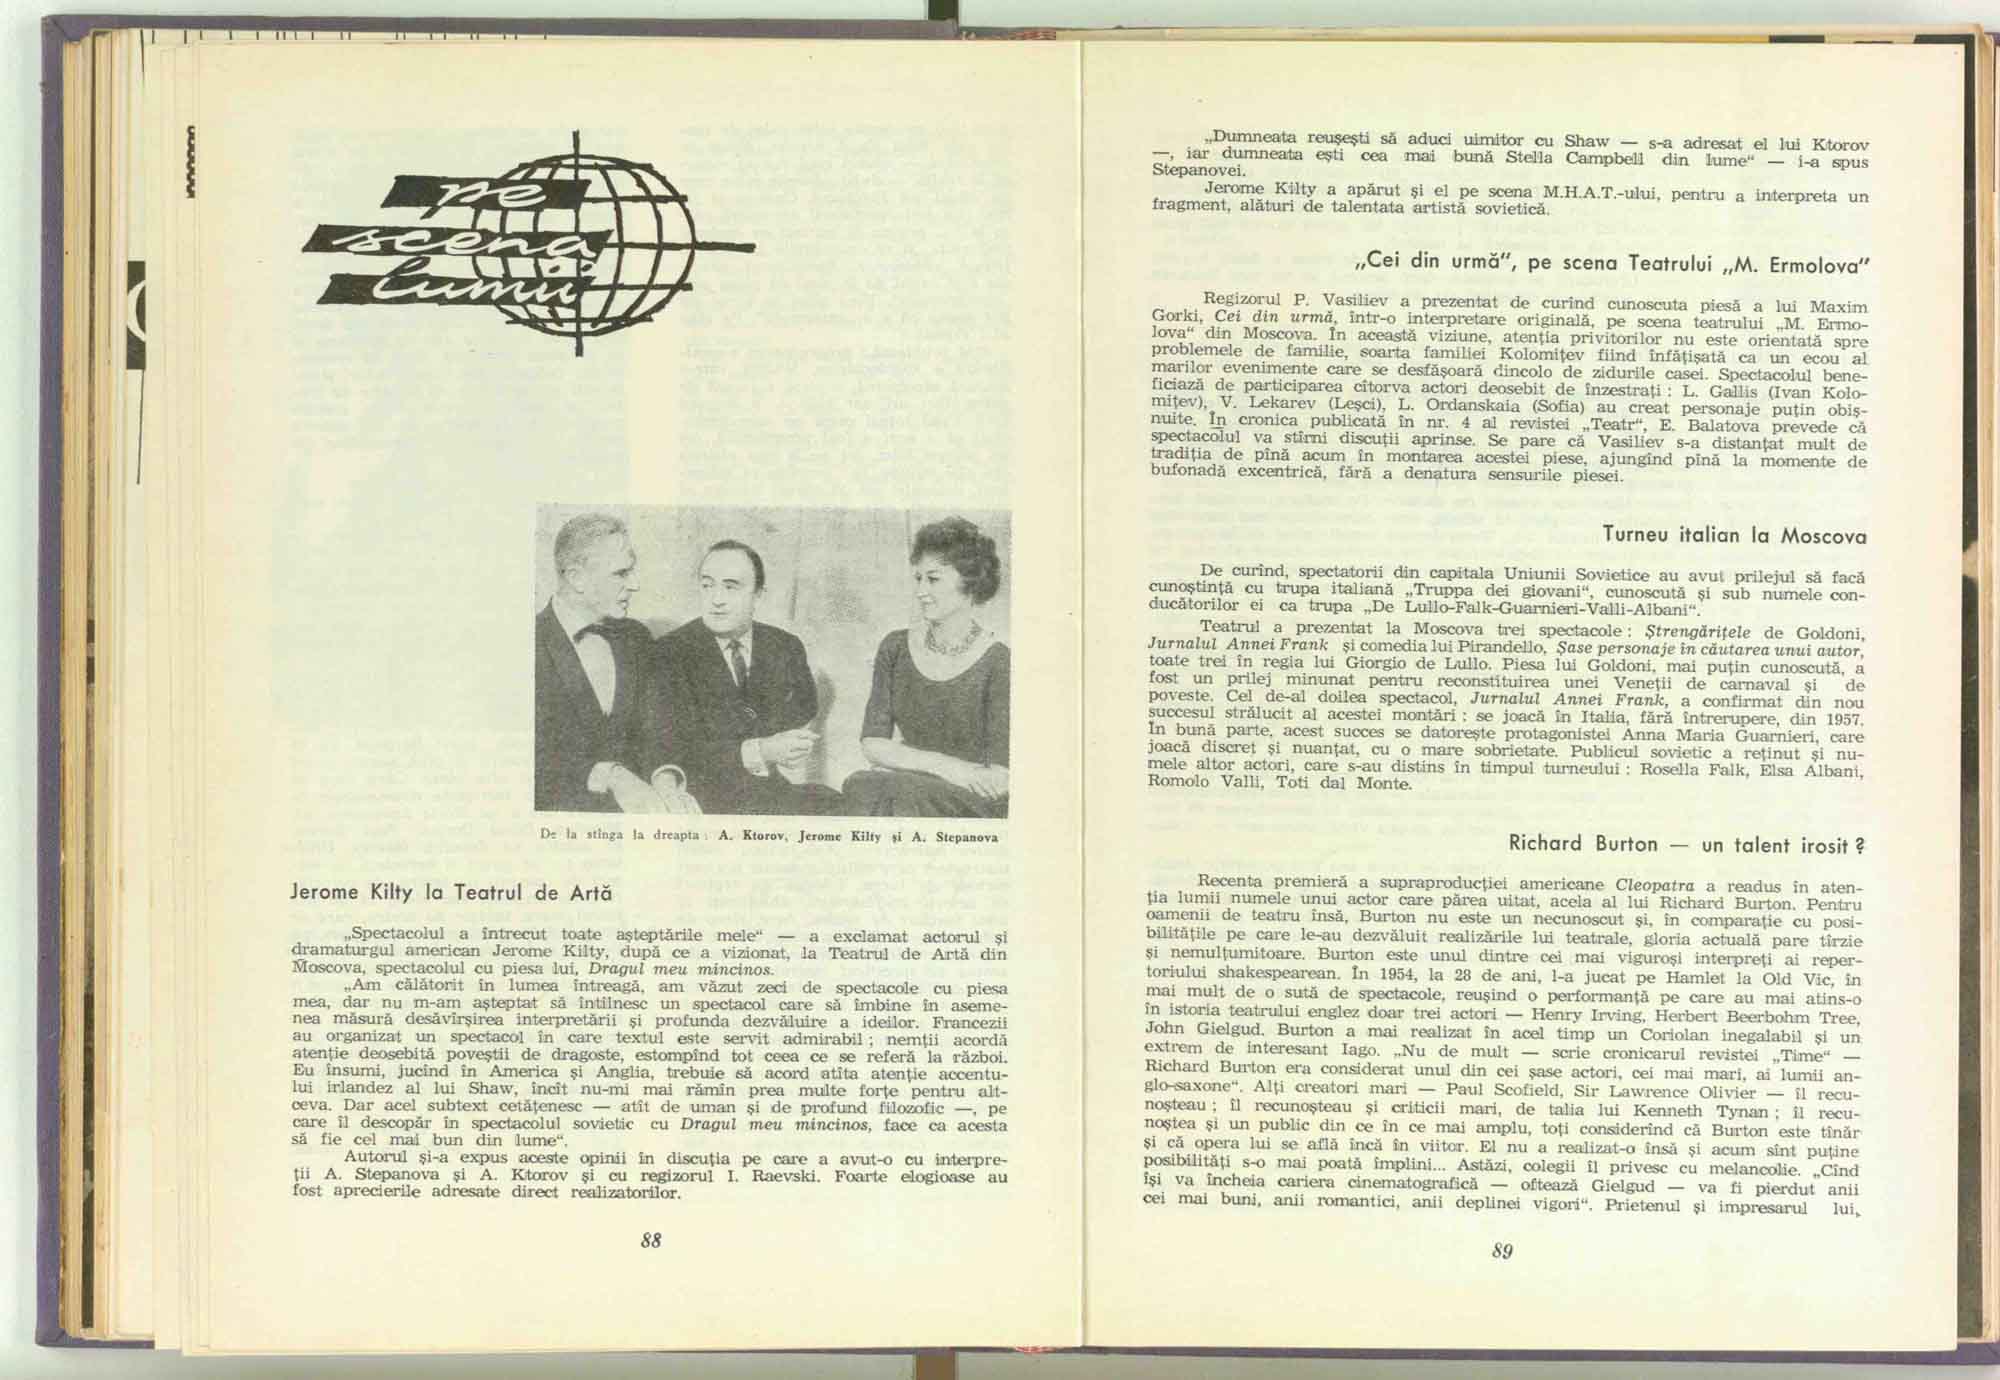 pe
scena
lumii
De la stînga la dreapta : A. Ktorov, Jerome Kilty și A. Stepanova
Jerome Kilty la Teatrul de Artă
„Spectacolul a întrecut toate așteptările mele“ — a exclamat actorul și
dramaturgul american Jerome Kilty, după ce a vizionat, la Teatrul de Artă din
Moscova, spectacolul cu piesa lui, Dragul meu mincinos.
„Am călătorit în lumea întreagă, am văzut zeci de spectacole cu piesa
mea, dar nu m-am așteptat să întîlnesc un spectacol care să îmbine în aseme-
nea măsură desăvîrșirea interpretării și profunda dezvăluire a ideilor. Francezii
au organizat un spectacol în care textul este servit admirabil ; nemții acordă
atenție deosebită poveștii de dragoste, estompînd tot ceea ce se referă la război.
Eu însumi, jucînd în America și Anglia, trebuie să acord atîta atenție accentu-
lui irlandez al lui Shaw, încît nu-mi mai rămîn prea multe forțe pentru alt-
ceva. Dar acel subtext cetățenesc — atît de uman și de profund filozofic —, pe
care îl descopăr în spectacolul sovietic cu Dragul meu mincinos, face ca acesta
să fie cel mai bun din lume“.
Autorul și-a expus aceste opinii în discuția pe care a avut-o cu interpre-
ții A. Stepanova și A. Ktorov și cu regizorul I. Raevski. Foarte elogioase au
fost aprecierile adresate direct realizatorilor.
88
„Dumneata reușești să aduci uimitor cu Shaw — s-a adresat el lui Ktorov
—, iar dumneata ești cea mai bună Stella Campbell din lume“ — i-a spus
Stepanovei.
Jerome Kilty a apărut și el pe scena M.H.A.T.-ului, pentru a interpreta un
fragment, alături de talentata artistă sovietică.
„Cei din urmă“, pe scena Teatrului „M. Ermolova“
Regizorul P. Vasiliev a prezentat de curînd cunoscuta piesă a lui Maxim
Gorki, Cei din urmă, într-o interpretare originală, pe scena teatrului „M. Ermo-
lova“ din Moscova. În această viziune, atenția privitorilor nu este orientată spre
problemele de familie, soarta familiei Kolomițev fiind înfățișată ca un ecou al
marilor evenimente care se desfășoară dincolo de zidurile casei. Spectacolul bene-
ficiază de participarea cîtorva actori deosebit de înzestrați : L. Gallis (Ivan Kolo-
mițev), V. Lekarev (Leșci), L. Ordanskaia (Sofia) au creat personaje puțin obiș-
nuite. În cronica publicată în nr. 4 al revistei „Teatr“, E. Balatova prevede că
spectacolul va stîrni discuții aprinse. Se pare că Vasiliev s-a distanțat mult de
tradiția de pînă acum în montarea acestei piese, ajungînd pînă la momente de
bufonadă excentrică, fără a denatura sensurile piesei.
Turneu italian la Moscova
De curînd, spectatorii din capitala Uniunii Sovietice au avut prilejul să facă
cunoștință cu trupa italiană „Truppa dei giovani“, cunoscută și sub numele con-
ducătorilor ei ca trupa „De Lullo-Falk-Guarnieri-Valli-Albani“.
Teatrul a prezentat la Moscova trei spectacole : Ștrengărițele de Goldoni,
Jurnalul Annei Frank și comedia lui Pirandello, Șase personaje în căutarea unui autor,
toate trei în regia lui Giorgio de Lullo. Piesa lui Goldoni, mai puțin cunoscută, a
fost un prilej minunat pentru reconstituirea unei Veneții de carnaval și de
poveste. Cel de-al doilea spectacol, Jurnalul Annei Frank, a confirmat din nou
succesul strălucit al acestei montări : se joacă în Italia, fără întrerupere, din 1957.
În bună parte, acest succes se datorește protagonistei Anna Maria Guarnieri, care
joacă discret și nuanțat, cu o mare sobrietate. Publicul sovietic a reținut și nu-
mele altor actori, care s-au distins în timpul turneului : Rosella Falk, Elsa Albani,
Romolo Valli, Toti dal Monte.
Richard Burton — un talent irosit ?
Recenta premieră a supraproducției americane Cleopatra a readus în aten-
ția lumii numele unui actor care părea uitat, acela al lui Richard Burton. Pentru
oamenii de teatru însă, Burton nu este un necunoscut și, în comparație cu posi-
bilitățile pe care le-au dezvăluit realizările lui teatrale, gloria actuală pare tîrzie
și nemulțumitoare. Burton este unul dintre cei mai viguroși interpreți ai reper-
toriului shakespearean. În 1954, la 28 de ani, l-a jucat pe Hamlet la Old Vic, în
mai mult de o sută de spectacole, reușind o performanță pe care au mai atins-o
în istoria teatrului englez doar trei actori — Henry Irving, Herbert Beerbohm Tree,
John Gielgud. Burton a mai realizat în acel timp un Coriolan inegalabil și un
extrem de interesant Iago. „Nu de mult — scrie cronicarul revistei „Time“ —
Richard Burton era considerat unul din cei șase actori, cei mai mari, ai lumii an-
glo-saxone“. Alți creatori mari — Paul Scofield, Sir Lawrence Olivier — îl recu-
noșteau ; îl recunoșteau și criticii mari, de talia lui Kenneth Tynan ; îl recu-
noștea și un public din ce în ce mai amplu, toți considerînd că Burton este tînăr
și că opera lui se află încă în viitor. El nu a realizat-o însă și acum sînt puține
posibilități s-o mai poată împlini... Astăzi, colegii îl privesc cu melancolie. „Cînd
își va încheia cariera cinematografică — oftează Gielgud — va fi pierdut anii
cei mai buni, anii romantici, anii deplinei vigori“. Prietenul și impresarul lui,
89